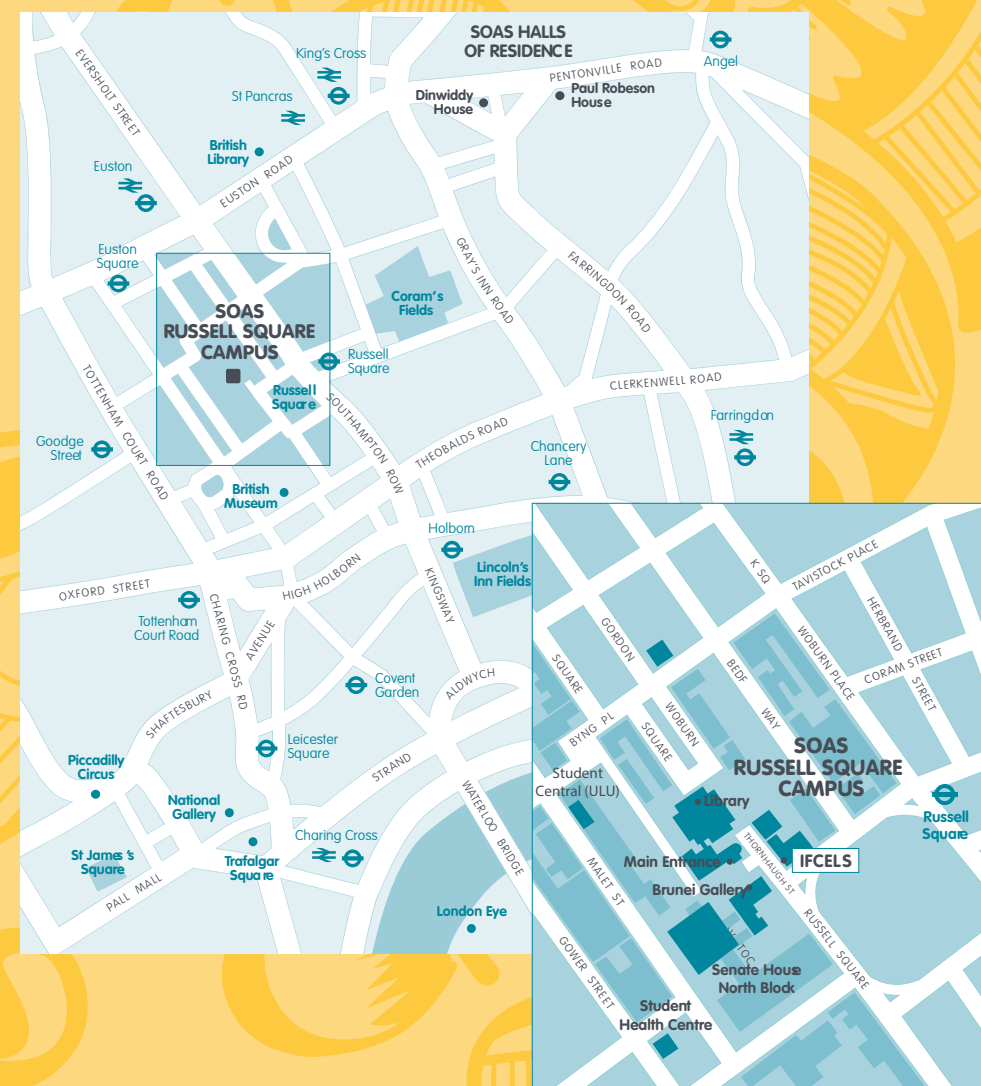 SOAS HALLS
OF RESIDENCE
King's Cross
Angel
PENTONVILLE ROAD
EVERSHOLT STREET
St Pancras
Dinwiddy
House
Paul Robeson
House
British
Library
Euston
EUSTON ROAD
Euston
Square
GRAY'S INN ROAD
FARRINGDON ROAD
Coram's
Fields
SOAS
RUSSELL SQUARE
CAMPUS
Russell
Square
Russell
Square
CLERKENWELL ROAD
TOTTENHAM COURT ROAD
SOUTHAMPTON ROW
THEOBALDS ROAD
Farringdon
Goodge
Street
Chancery
Lane
British
Museum
Holborn
Lincoln's
Inn Fields
OXFORD STREET
HIGH HOLBORN
KINGSWAY
Tottenham
Court Road
CHARING CROSS RD
AVENUE
SHAFTESBURY
Covent
Garden
ALDWYCH
Leicester
Square
STRAND
Piccadilly
Circus
WATERLOO BRIDGE
National
Gallery
Charing Cross
St James's
Square
Trafalgar
Square
PALL MALL
London Eye
K SQ
TAVISTOCK PLACE
HERBRAND
STREET
GORDON
SQUARE
WOBURN PLACE
CORAM STREET
BEDF
WAY
BYNG PL
WOBURN
SQUARE
SOAS
RUSSELL SQUARE
CAMPUS
Student
Central (ULU)
Library
Russell
Square
THORNHAUGH ST
Main Entrance
IFCELS
MALET ST
Brunei Gallery
RUSSELL SQUARE
TOC
Senate House
North Block
GOWER STREET
Student
Health Centre